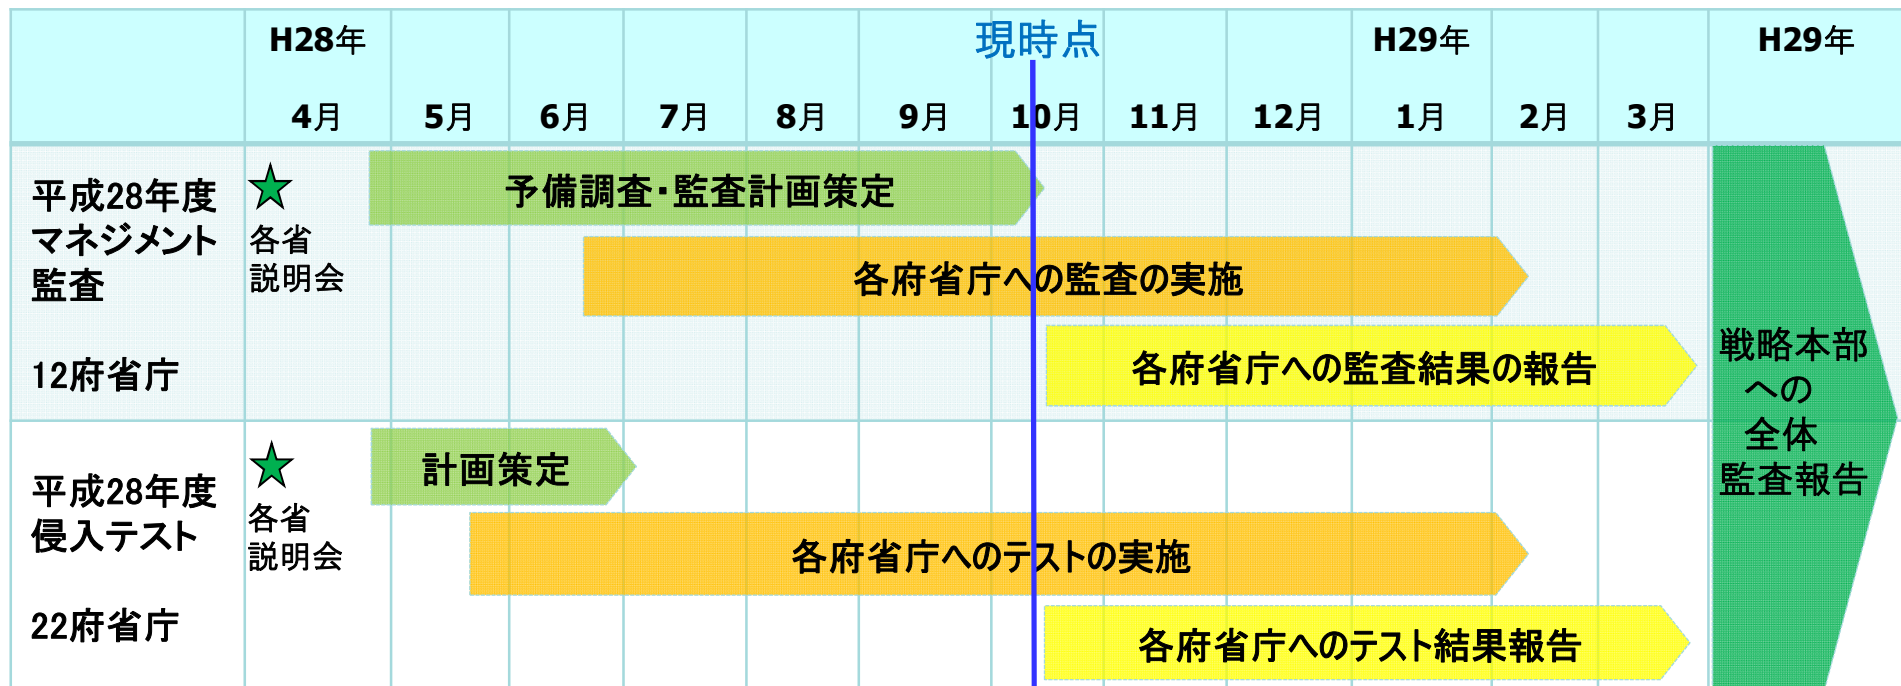 H28年
現時点
H29年
H29年
4月
5月
6月
7月
8月
9月
10月
11月
12月
1月
2月
3月
平成28年度
マネジメント
監査
12府省庁
各省
説明会
予備調査・監査計画策定
各府省庁への監査の実施
各府省庁への監査結果の報告
平成28年度
侵入テスト
22府省庁
各省
説明会
計画策定
各府省庁へのテストの実施
各府省庁へのテスト結果報告
戦略本部
への
全体
監査報告